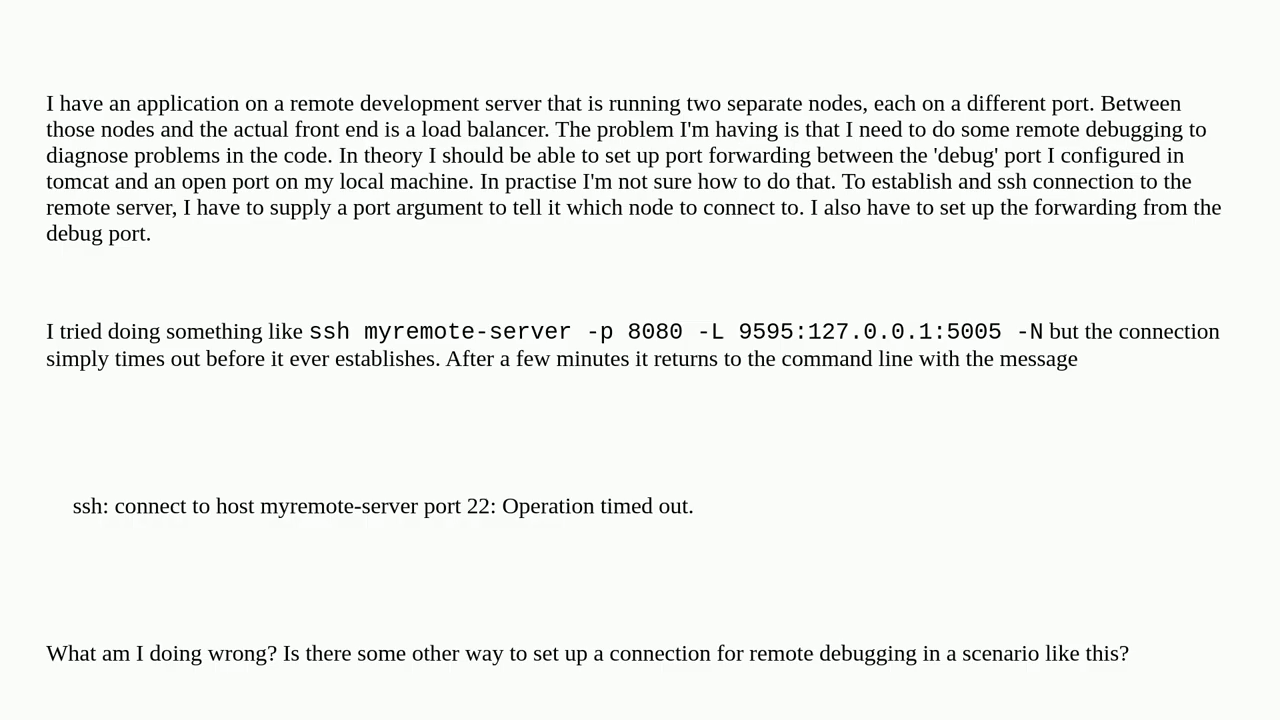 I have an application on a remote development server that is running two separate nodes, each on a different port. Between
those nodes and the actual front end is a load balancer. The problem I'm having is that I need to do some remote debugging to
diagnose problems in the code. In theory I should be able to set up port forwarding between the 'debug' port I configured in
tomcat and an open port on my local machine. In practise I'm not sure how to do that. To establish and ssh connection to the
remote server, I have to supply a port argument to tell it which node to connect to. I also have to set up the forwarding from the
debug port.
I tried doing something like ssh myremote-server -p 8080 -L 9595:127.0.0.1:5005 -N but the connection
simply times out before it ever establishes. After a few minutes it returns to the command line with the message
ssh: connect to host myremote-server port 22: Operation timed out.
What am I doing wrong? Is there some other way to set up a connection for remote debugging in a scenario like this?